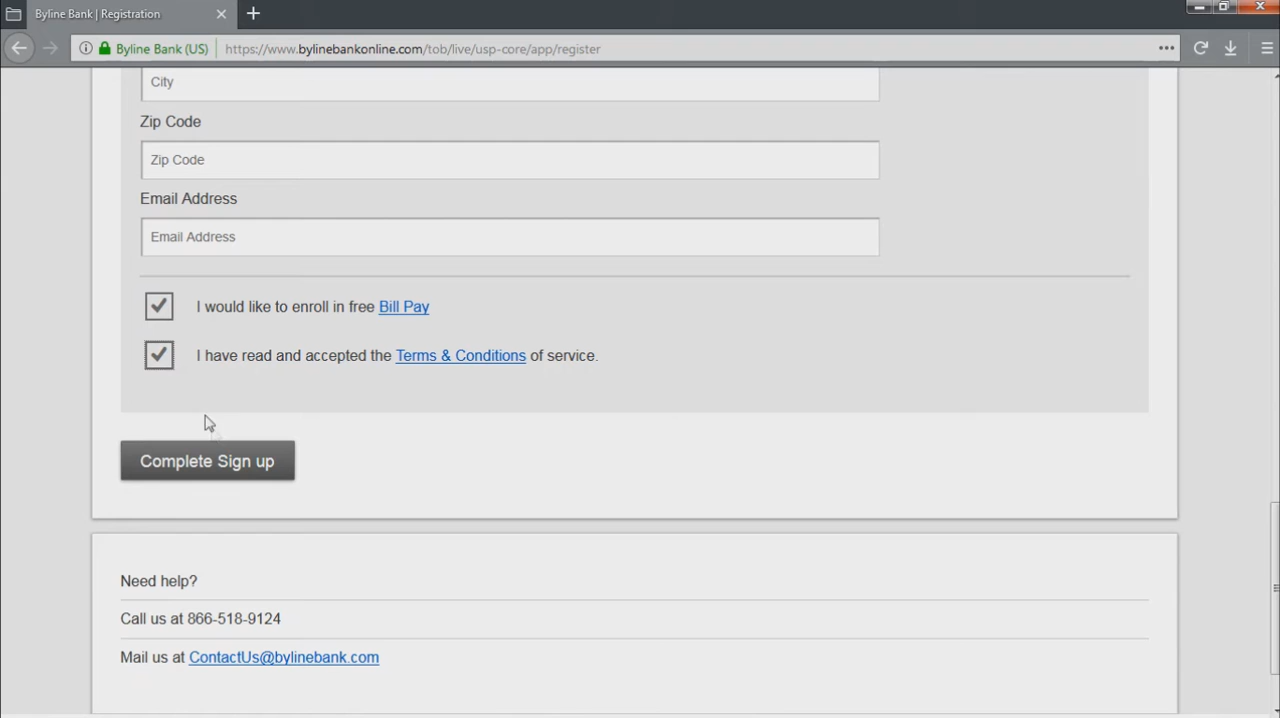 Byline Bank | Registration
Byline Bank (US)
https://www.bylinebankonline.com/tob/live/usp-core/app/register
City
Zip Code
Zip Code
Email Address
Email Address
I would like to enroll in free Bill Pay
I have read and accepted the Terms & Conditions of service.
Complete Sign up
Need help?
Call us at 866-518-9124
Mail us at ContactUs@bylinebank.com